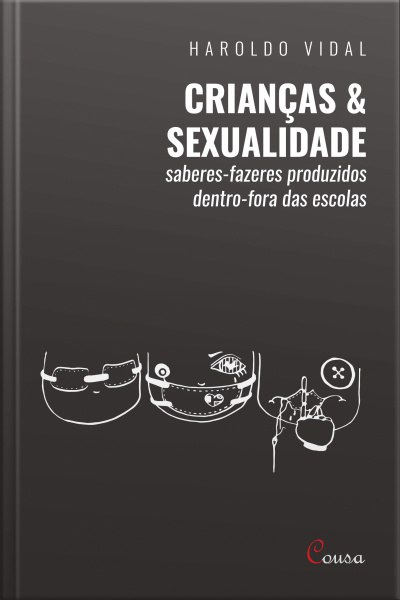 HAROLDO VIDAL
CRIANÇAS &
SEXUALIDADE
saberes-fazeres produzidos
dentro-fora das escolas
Cousa